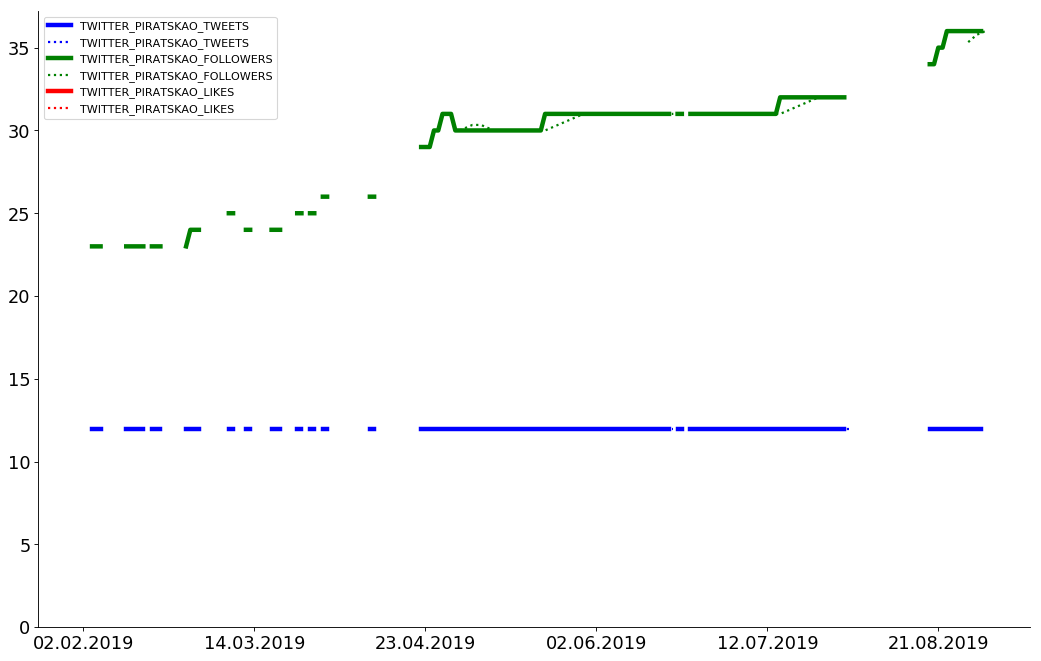 TWITTER_PIRATSKAO_TWEETS
TWITTER_PIRATSKAO_TWEETS
TWITTER_PIRATSKAO_FOLLOWERS
TWITTER_PIRATSKAO_FOLLOWERS
TWITTER_PIRATSKAO_LIKES
TWITTER_PIRATSKAO_LIKES
35
30
25
20
15
10
5
0
02.02.2019 14.03.2019 23.04.2019 02.06.2019 12.07.2019 21.08.2019